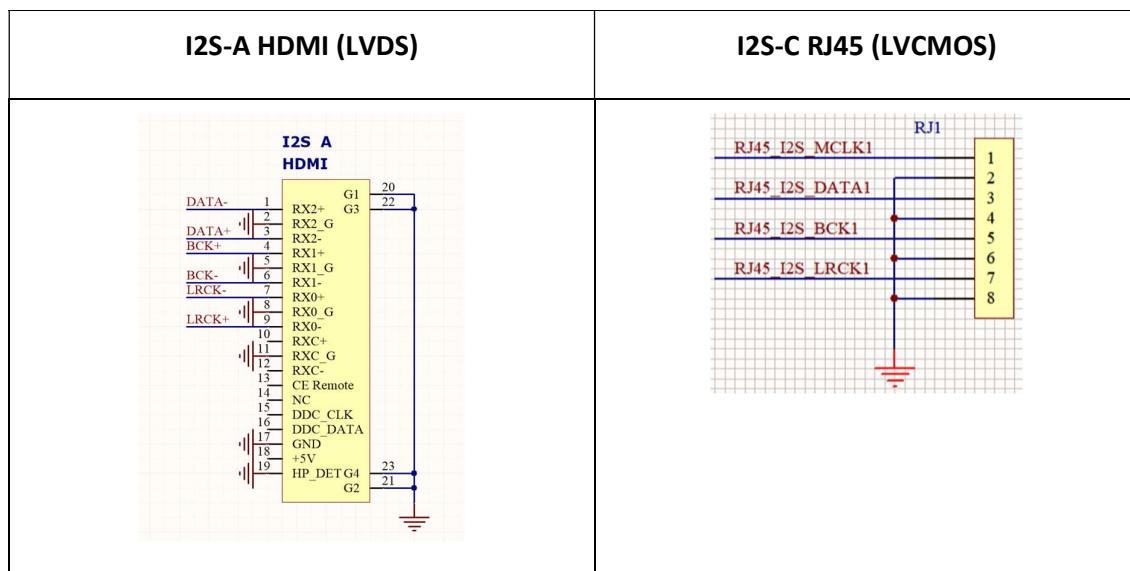 I2S-A HDMI (LVDS)
I2S-C RJ45 (LVCMOS)
I2S A
HDMI
G1 20
DATA- 1 RX2+ G3 22
2 RX2_G
DATA+ 3 RX2-
BCK+ 4 RX1+
5 RX1_G
BCK- 6 RX1-
LRCK- 7 RX0+
8 RX0_G
LRCK+ 9 RX0-
10 RXC+
11 RXC_G
12 RXC-
13 CE Remote
14 NC
15 DDC_CLK
16 DDC_DATA
17 GND
18 +5V
19 HP_DET G4 23
G2 21
RJ1
RJ45_I2S_MCLK1 1
2
RJ45_I2S_DATA1 3
4
RJ45_I2S_BCK1 5
6
RJ45_I2S_LRCK1 7
8